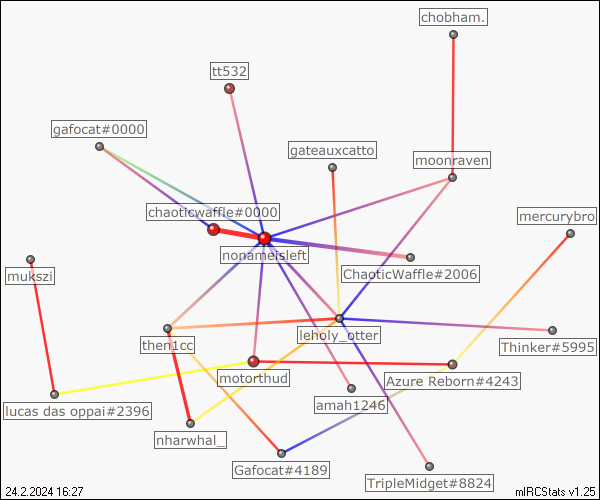 chobham.
tt532
gafocat#0000
gateauxcatto
moonraven
chaoticwaffle#0000
mercurybro
nonameisleft
ChaoticWaffle#2006
mukszi
leholy_otter
then1cc
Thinker#5995
motorthud
Azure Reborn#4243
amah1246
lucas das oppai#2396
nharwhal_
Gafocat#4189
TripleMidget#8824
24.2.2024 16:27
mIRCStats v1.25